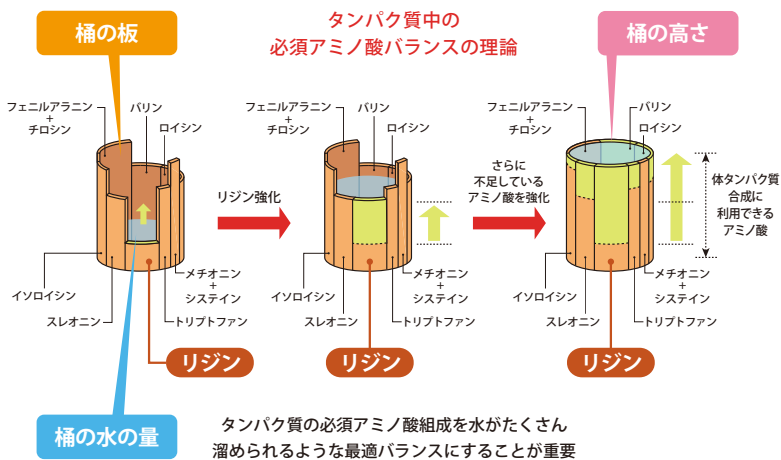 タンパク質中の
必須アミノ酸バランスの理論
桶の板
桶の高さ
フェニルアラニン
+
チロシン
バリン
ロイシン
イソロイシン
スレオニン
メチオニン
+
システイン
トリプトファン
リジン
桶の水の量
リジン強化
フェニルアラニン
+
チロシン
バリン
ロイシン
イソロイシン
スレオニン
メチオニン
+
システイン
トリプトファン
リジン
さらに
不足している
アミノ酸を強化
フェニルアラニン
+
チロシン
バリン
ロイシン
イソロイシン
スレオニン
メチオニン
+
システイン
トリプトファン
リジン
体タンパク質
合成に
利用できる
アミノ酸
タンパク質の必須アミノ酸組成を水がたくさん
溜められるような最適バランスにすることが重要